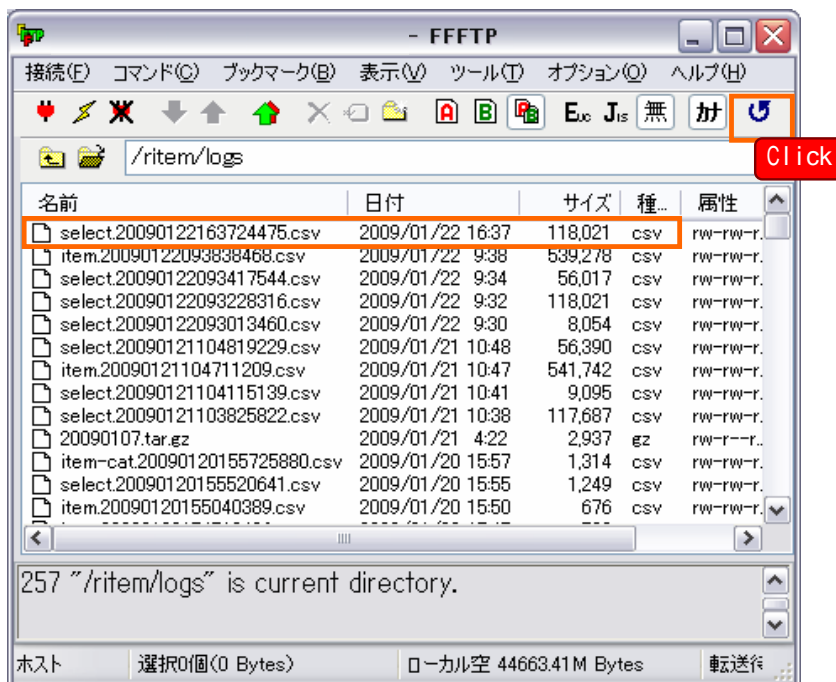 - FFFTP
接続(F) コマンド(C) ブックマーク(B) 表示(V) ツール(T) オプション(O) ヘルプ(H)
A B B EUC JIS 無 カナ
/ritem/logs
Click
名前 日付 サイズ 種... 属性
select.20090122163724475.csv 2009/01/22 16:37 118,021 csv rw-rw-r.
item.20090122093838468.csv 2009/01/22 9:38 539,278 csv rw-rw-r.
select.20090122093417544.csv 2009/01/22 9:34 56,017 csv rw-rw-r.
select.20090122093228316.csv 2009/01/22 9:32 118,021 csv rw-rw-r.
select.20090122093013460.csv 2009/01/22 9:30 8,054 csv rw-rw-r.
select.20090121104819229.csv 2009/01/21 10:48 56,390 csv rw-rw-r.
item.20090121104711209.csv 2009/01/21 10:47 541,742 csv rw-rw-r.
select.20090121104115139.csv 2009/01/21 10:41 9,095 csv rw-rw-r.
select.20090121103825822.csv 2009/01/21 10:38 117,687 csv rw-rw-r.
20090107.tar.gz 2009/01/21 4:22 2,937 gz rw-r--r..
item-cat.20090120155725880.csv 2009/01/20 15:57 1,314 csv rw-rw-r.
select.20090120155520641.csv 2009/01/20 15:55 1,249 csv rw-rw-r.
item.20090120155040389.csv 2009/01/20 15:50 676 csv rw-rw-r.
257 "/ritem/logs" is current directory.
ホスト 選択0個(0 Bytes) ローカル空 44663.41M Bytes 転送待